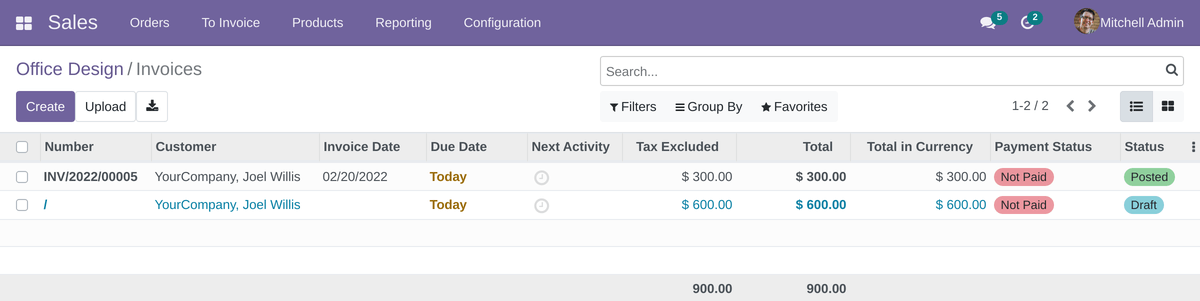 Sales Orders To Invoice Products Reporting Configuration 5 2 Mitchell Admin
Office Design / Invoices
Search...
Create Upload Filters Group By Favorites 1-2 / 2
Number Customer Invoice Date Due Date Next Activity Tax Excluded Total Total in Currency Payment Status Status
INV/2022/00005 YourCompany, Joel Willis 02/20/2022 Today $ 300.00 $ 300.00 $ 300.00 Not Paid Posted
/ YourCompany, Joel Willis Today $ 600.00 $ 600.00 $ 600.00 Not Paid Draft
900.00 900.00